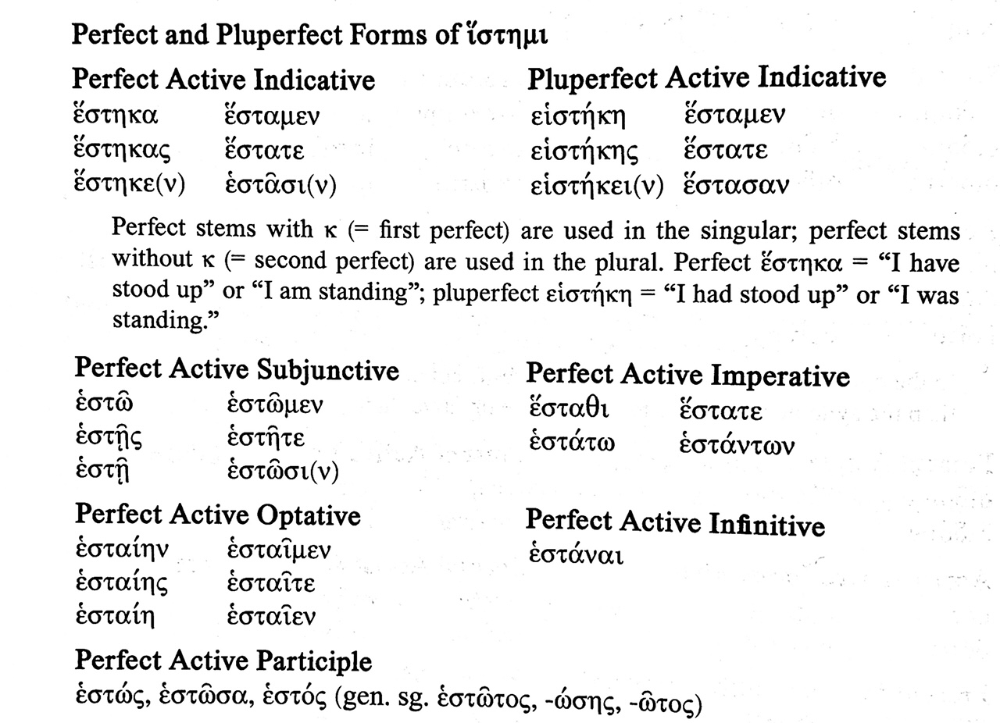 Perfect and Pluperfect Forms of ἵστημι
Perfect Active Indicative
ἕστηκα ἕσταμεν
ἕστηκας ἕστατε
ἕστηκε(ν) ἑστᾶσι(ν)
Pluperfect Active Indicative
εἱστήκη ἕσταμεν
εἱστήκης ἕστατε
εἱστήκει(ν) ἕστασαν
Perfect stems with κ (= first perfect) are used in the singular; perfect stems
without κ (= second perfect) are used in the plural. Perfect ἕστηκα = “I have
stood up” or “I am standing”; pluperfect εἱστήκη = “I had stood up” or “I was
standing.”
Perfect Active Subjunctive
ἑστῶ ἑστῶμεν
ἑστῇς ἑστῆτε
ἑστῇ ἑστῶσι(ν)
Perfect Active Imperative
ἕσταθι ἕστατε
ἑστάτω ἑστάντων
Perfect Active Optative
ἑσταίην ἑσταῖμεν
ἑσταίης ἑσταῖτε
ἑσταίη ἑσταῖεν
Perfect Active Infinitive
ἑστάναι
Perfect Active Participle
ἑστώς, ἑστῶσα, ἑστός (gen. sg. ἑστῶτος, -ώσης, -ῶτος)